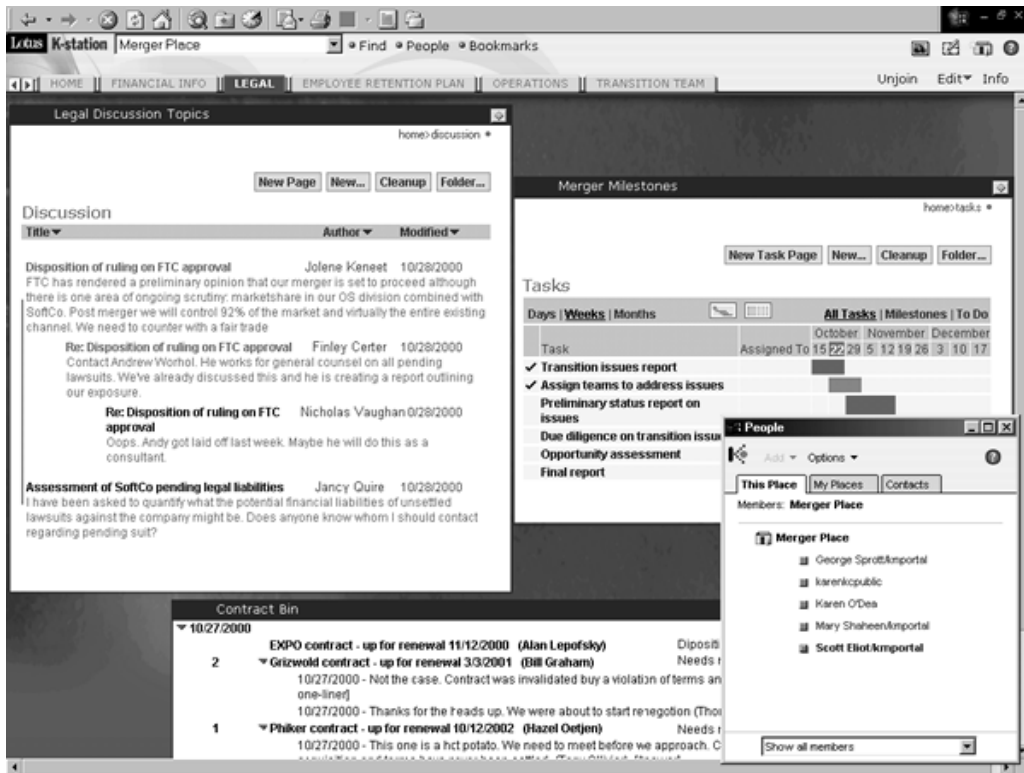 Lotus K-station Merger Place Find People Bookmarks
HOME FINANCIAL INFO LEGAL EMPLOYEE RETENTION PLAN OPERATIONS TRANSITION TEAM Unjoin Edit Info
Legal Discussion Topics
home>discussion
New Page New... Cleanup Folder...
Discussion
Title Author Modified
Disposition of ruling on FTC approval Jolene Keneet 10/28/2000
FTC has rendered a preliminary opinion that our merger is set to proceed although
there is one area of ongoing scrutiny: marketshare in our OS division combined with
SoftCo. Post merger we will control 92% of the market and virtually the entire existing
channel. We need to counter with a fair trade
Re: Disposition of ruling on FTC approval Finley Certer 10/28/2000
Contact Andrew Worhol. He works for general counsel on all pending
lawsuits. We've already discussed this and he is creating a report outlining
our exposure.
Re: Disposition of ruling on FTC Nicholas Vaughan 0/28/2000
approval
Oops. Andy got laid off last week. Maybe he will do this as a
consultant.
Assessment of SoftCo pending legal liabilities Jancy Quire 10/28/2000
I have been asked to quantify what the potential financial liabilities of unsettled
lawsuits against the company might be. Does anyone know whom I should contact
regarding pending suit?
Merger Milestones
home>tasks
New Task Page New... Cleanup Folder...
Tasks
Days | Weeks | Months All Tasks | Milestones | To Do
October November December
Task Assigned To 15 22 29 5 12 19 26 3 10 17
Transition issues report
Assign teams to address issues
Preliminary status report on
issues
Due diligence on transition issu
Opportunity assessment
Final report
People
Add Options
This Place My Places Contacts
Members: Merger Place
Merger Place
George Sprott/kmportal
karenkcpublic
Karen O'Dea
Mary Shaheen/kmportal
Scott Eliot/kmportal
Show all members
Contract Bin
10/27/2000
EXPO contract - up for renewal 11/12/2000 (Alan Lepofsky) Diposit
2 Grizwold contract - up for renewal 3/3/2001 (Bill Graham) Needs r
10/27/2000 - Not the case. Contract was invalidated buy a violation of terms an
one-liner]
10/27/2000 - Thanks for the heads up. We were about to start renegotion (Thor
1 Phiker contract - up for renewal 10/12/2002 (Hazel Oetjen) Needs r
10/27/2000 - This one is a hot potato. We need to meet before we approach. C